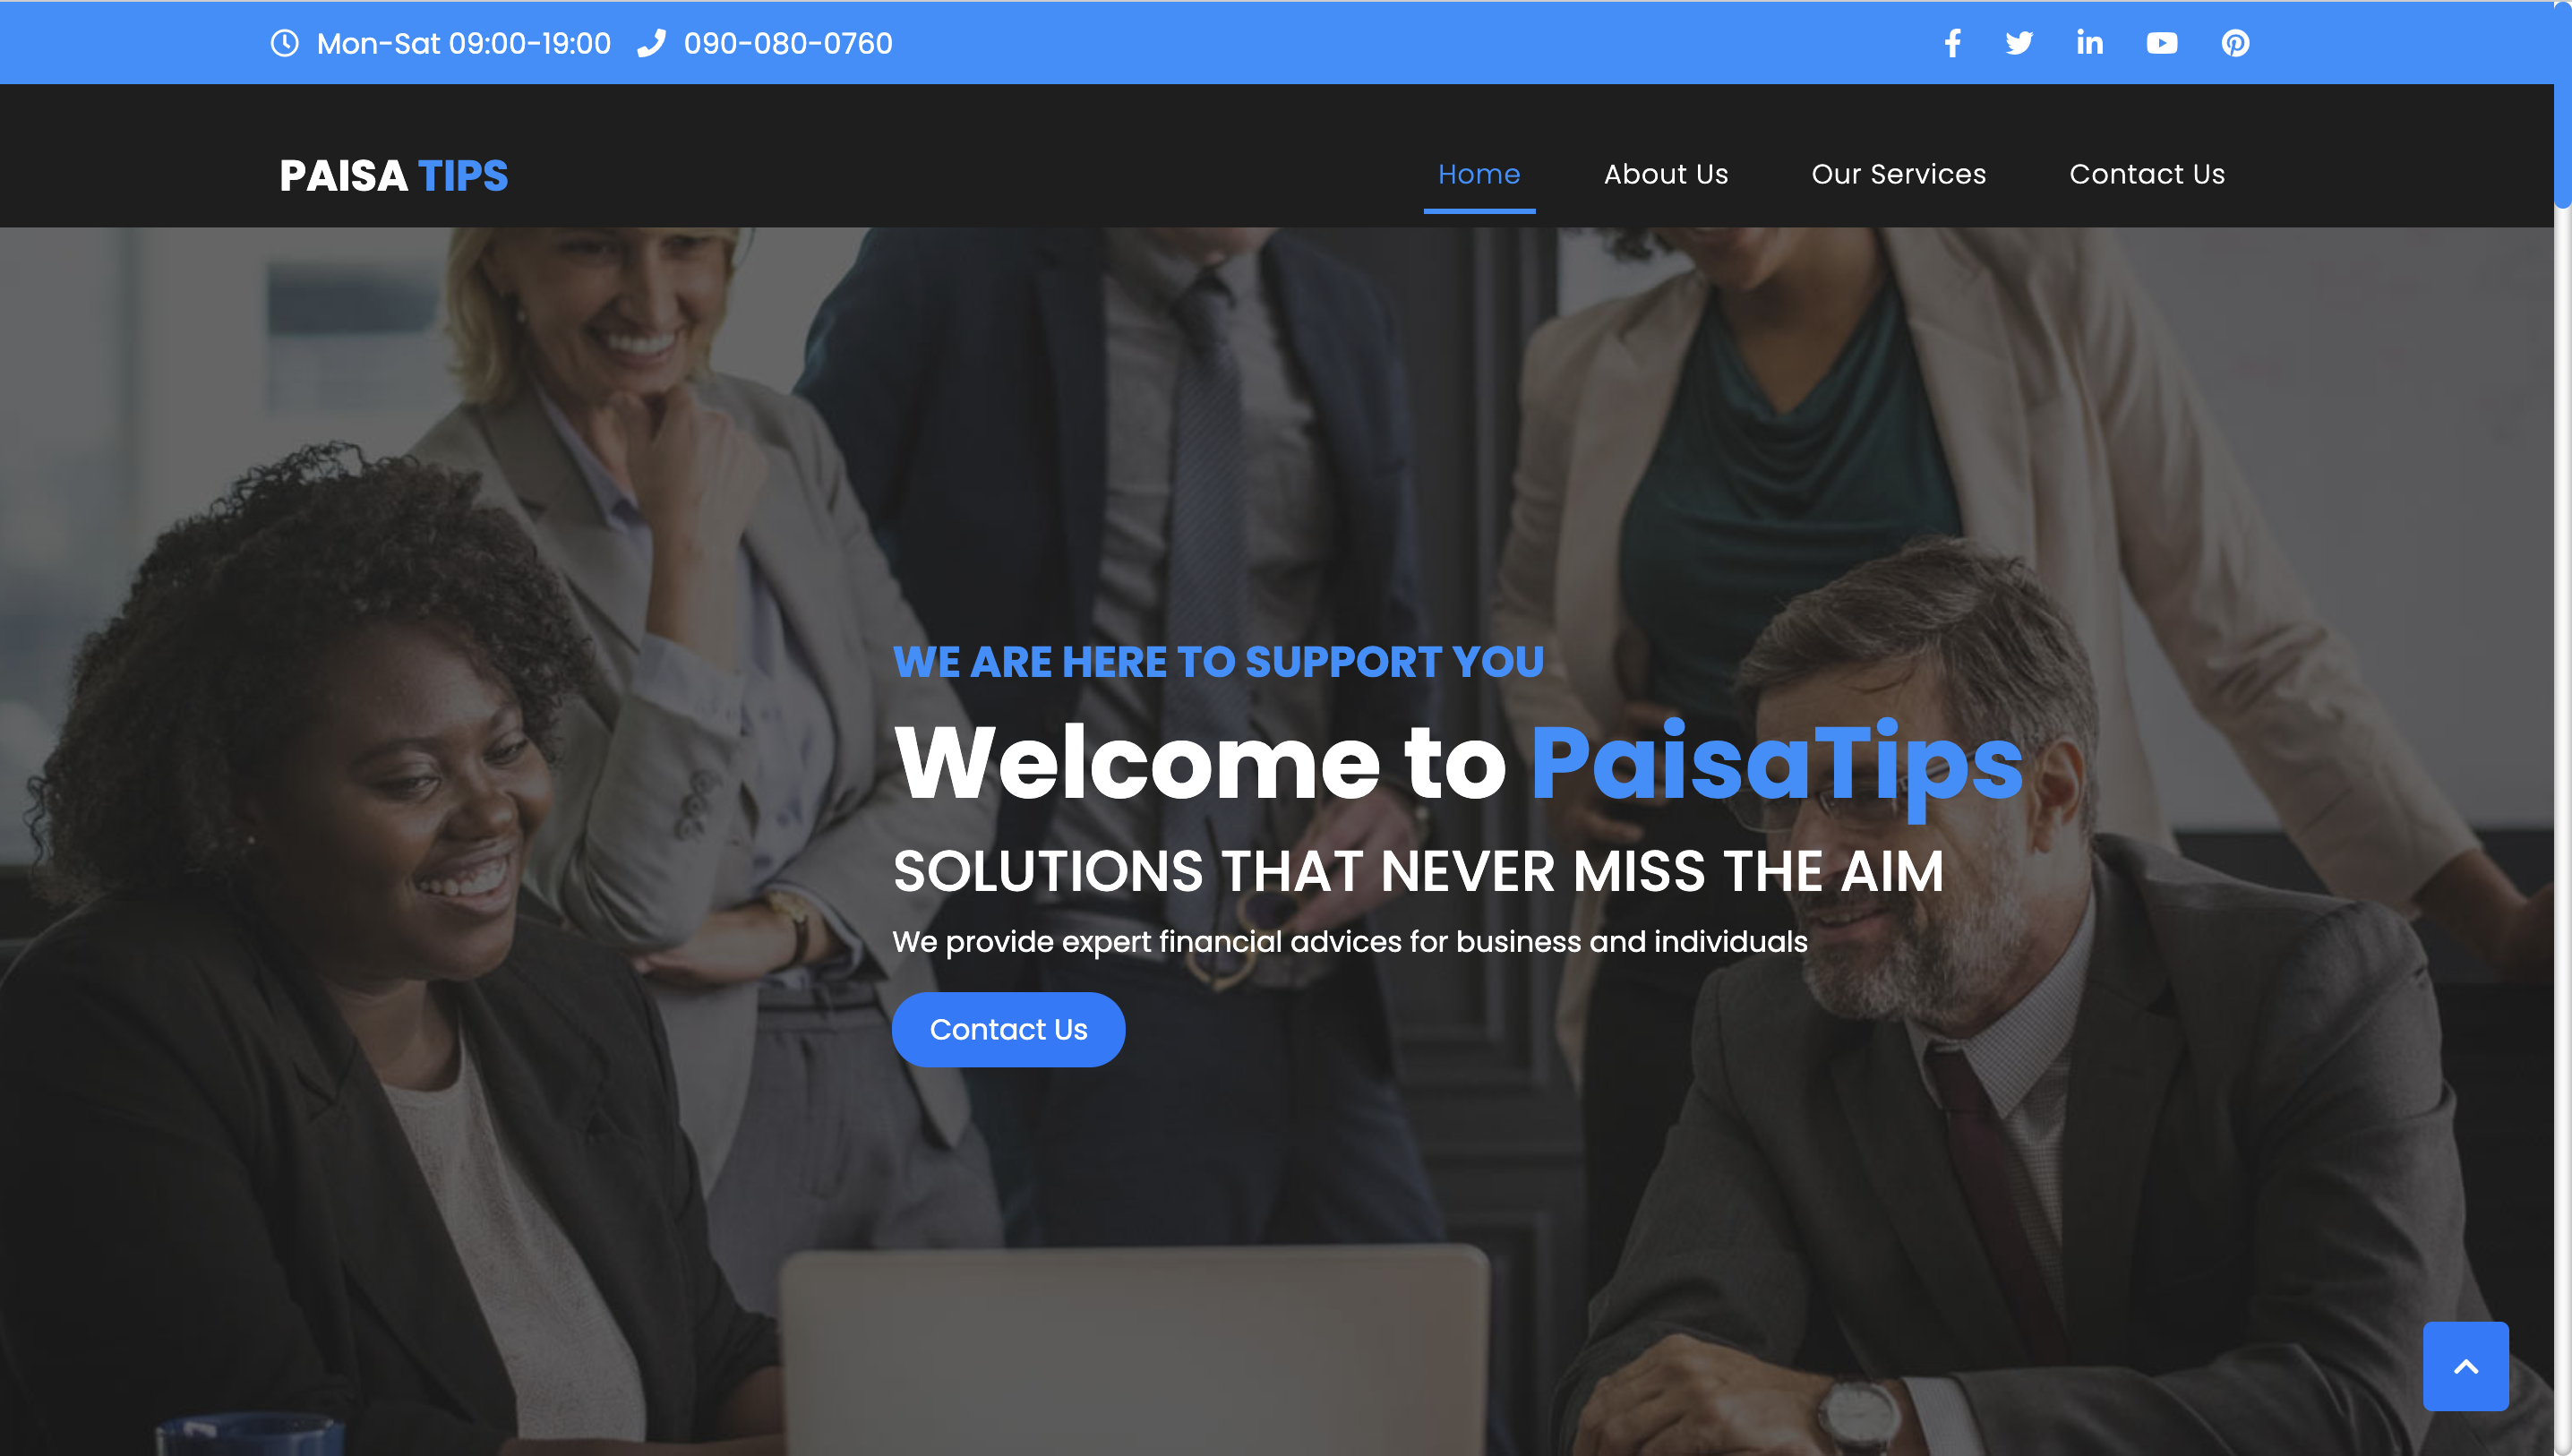 Mon-Sat 09:00-19:00 090-080-0760
PAISA TIPS
Home About Us Our Services Contact Us
WE ARE HERE TO SUPPORT YOU
Welcome to PaisaTips
SOLUTIONS THAT NEVER MISS THE AIM
We provide expert financial advices for business and individuals
Contact Us